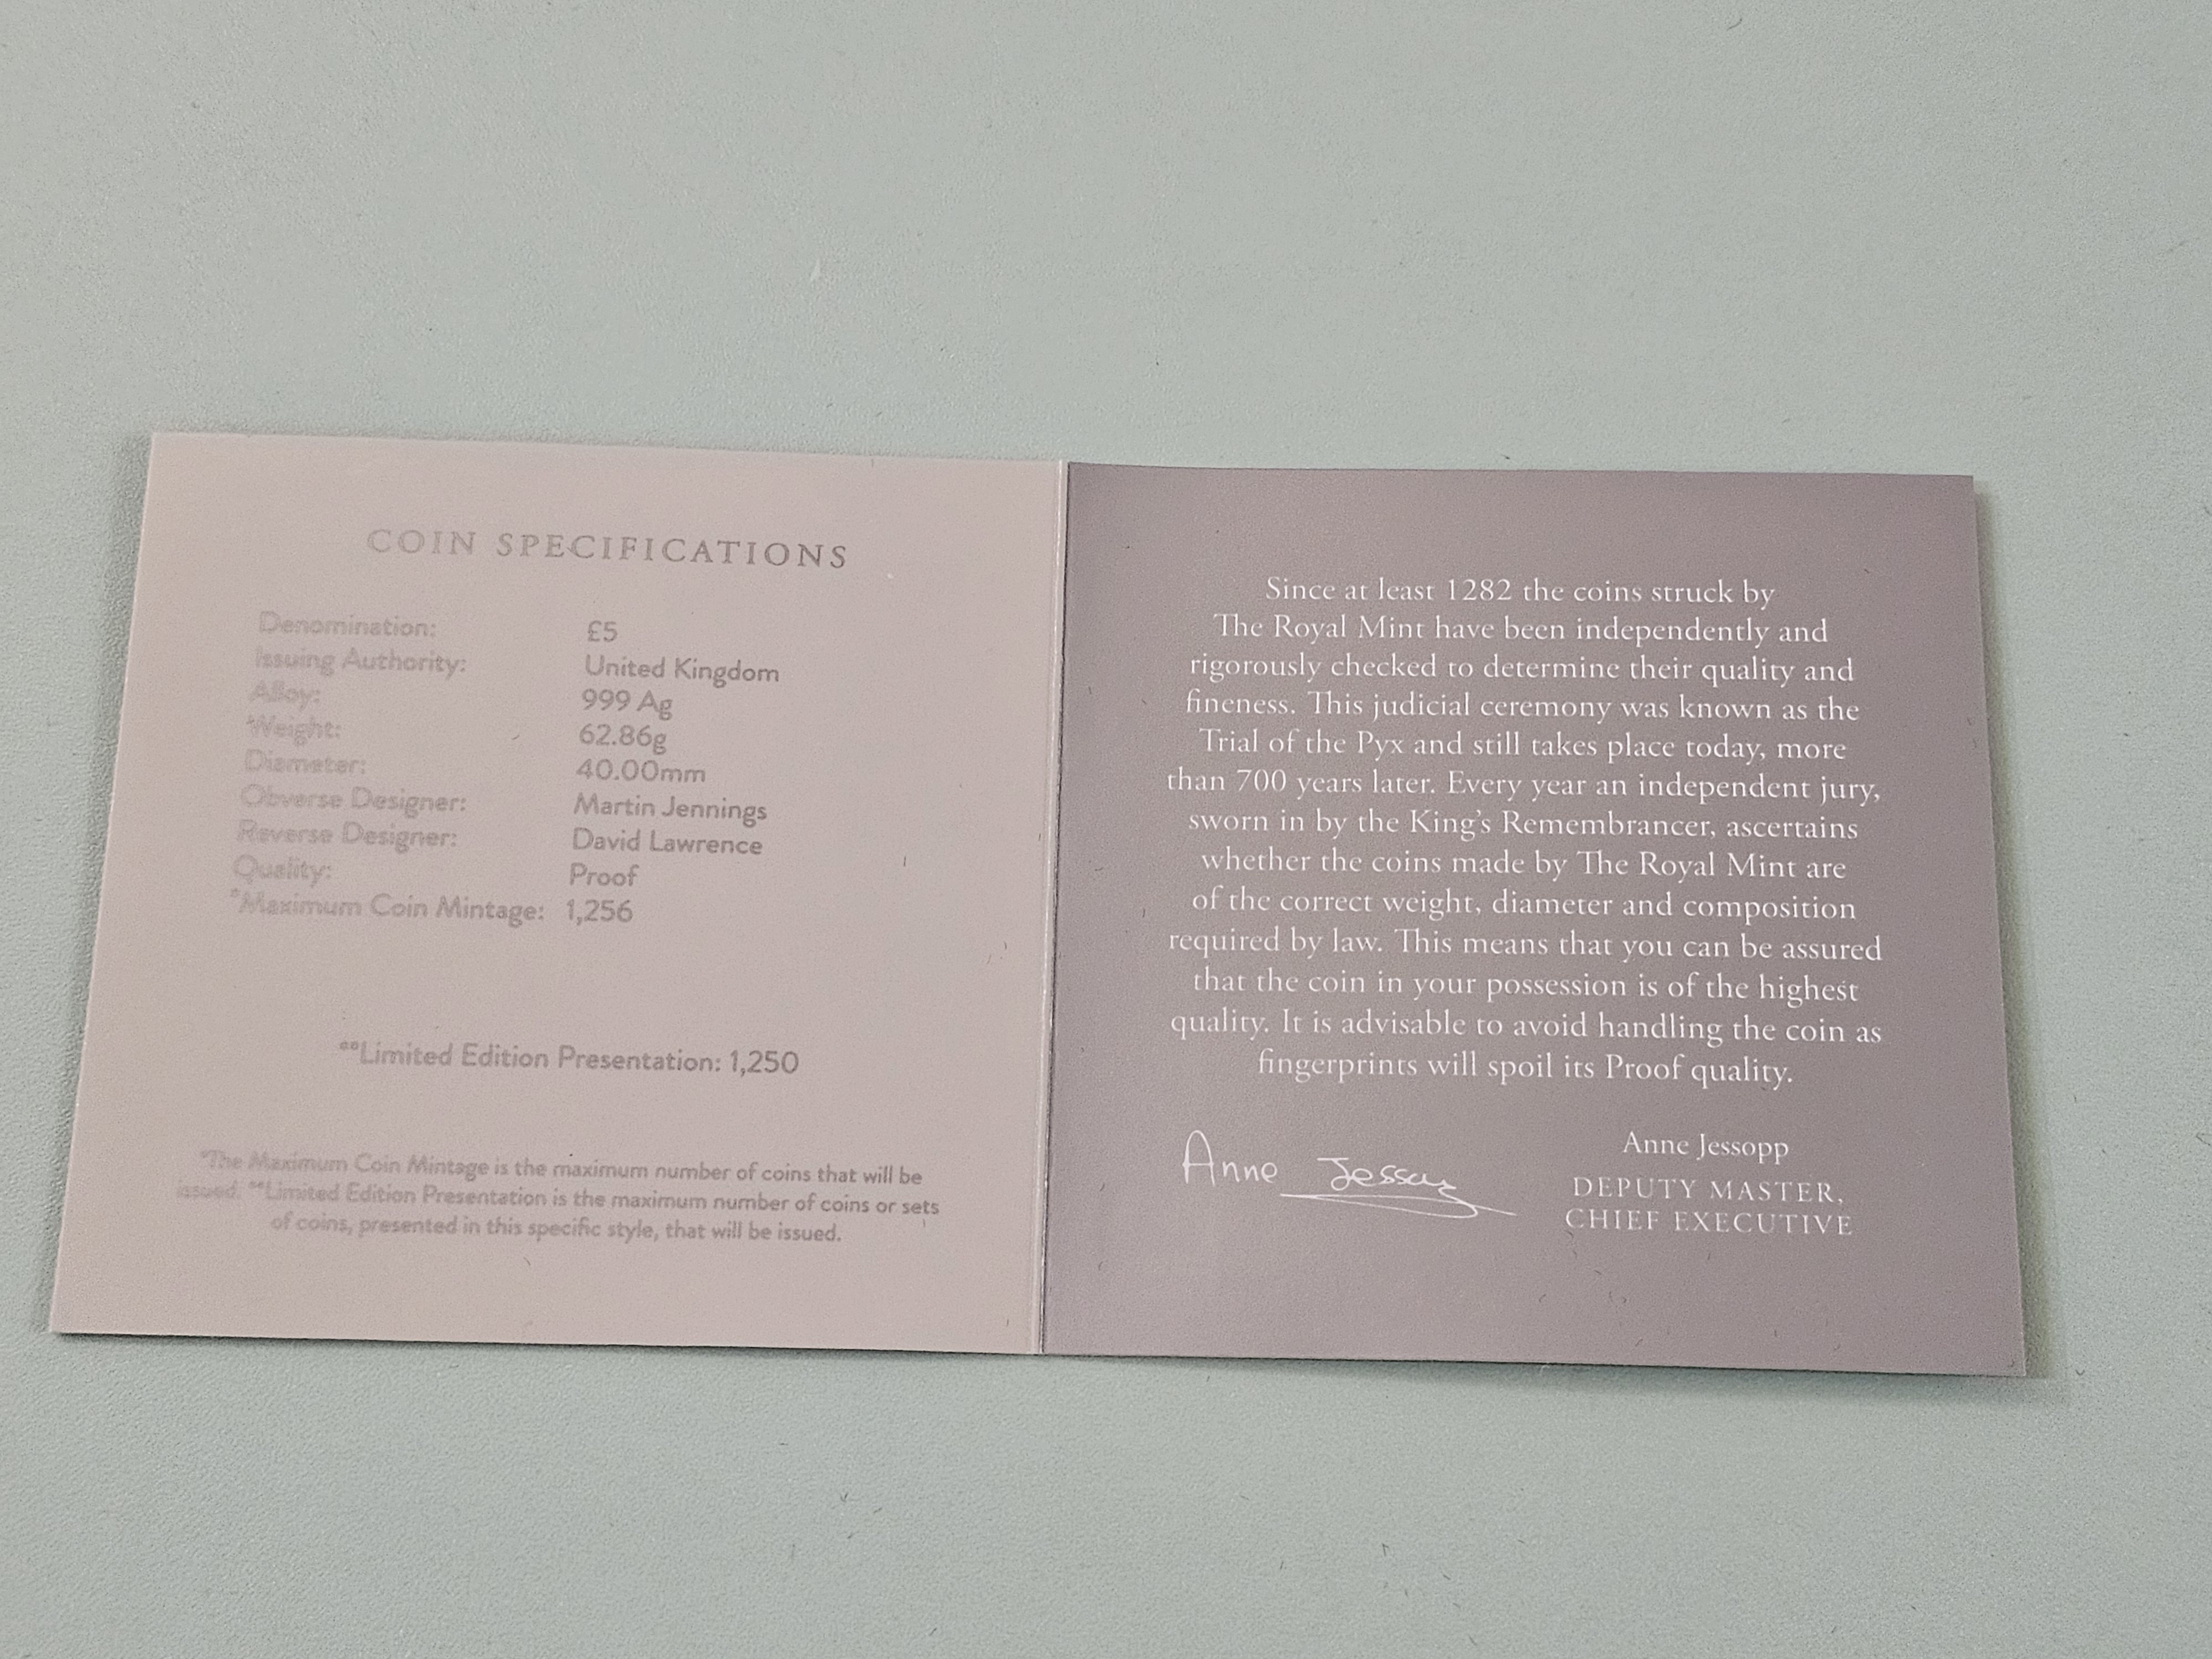 COIN SPECIFICATIONS
Denomination: £5
Issuing Authority: United Kingdom
Alloy: 999 Ag
Weight: 62.86g
Diameter: 40.00mm
Obverse Designer: Martin Jennings
Reverse Designer: David Lawrence
Quality: Proof
*Maximum Coin Mintage: 1,256
**Limited Edition Presentation: 1,250
*The Maximum Coin Mintage is the maximum number of coins that will be
issued. **Limited Edition Presentation is the maximum number of coins or sets
of coins, presented in this specific style, that will be issued.
Since at least 1282 the coins struck by
The Royal Mint have been independently and
rigorously checked to determine their quality and
fineness. This judicial ceremony was known as the
Trial of the Pyx and still takes place today, more
than 700 years later. Every year an independent jury,
sworn in by the King's Remembrancer, ascertains
whether the coins made by The Royal Mint are
of the correct weight, diameter and composition
required by law. This means that you can be assured
that the coin in your possession is of the highest
quality. It is advisable to avoid handling the coin as
fingerprints will spoil its Proof quality.
Anne Jessopp
Anne Jessopp
DEPUTY MASTER,
CHIEF EXECUTIVE